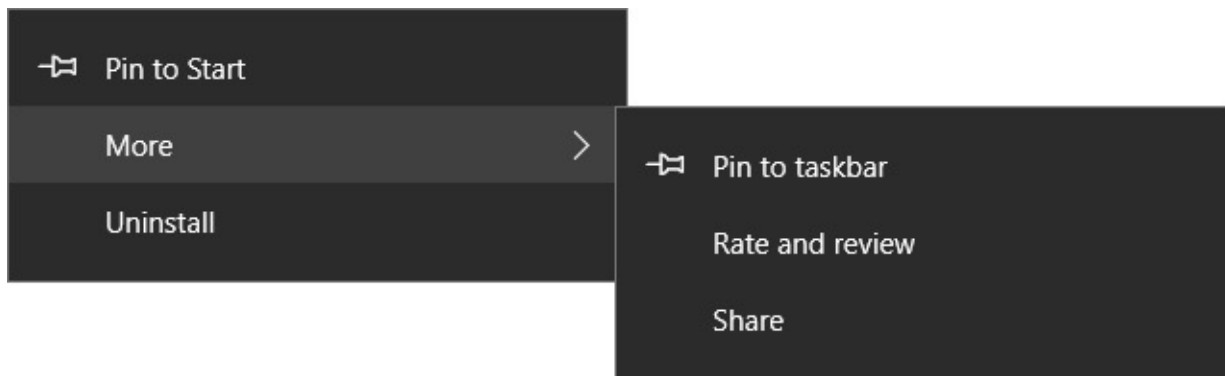 Pin to Start
More
Uninstall
Pin to taskbar
Rate and review
Share